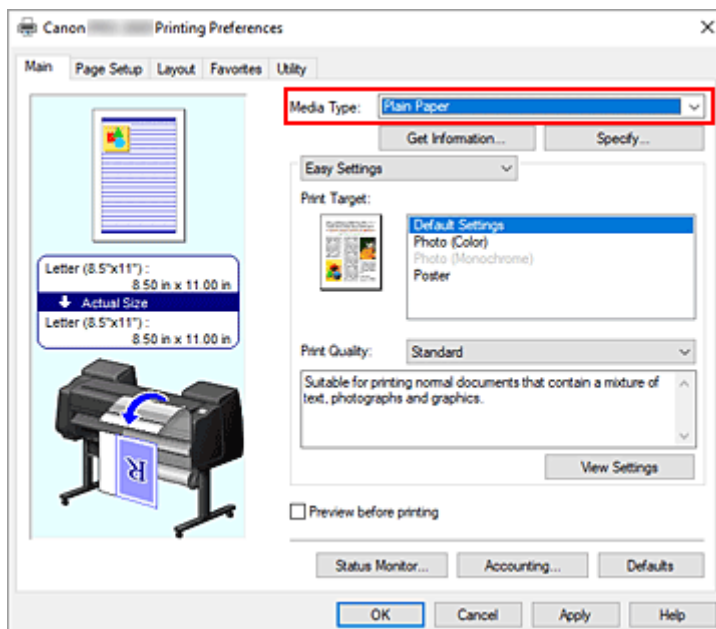 Canon Printing Preferences
Main Page Setup Layout Favorites Utility
Media Type: Plain Paper
Get Information... Specify...
Easy Settings
Print Target:
Default Settings
Photo (Color)
Photo (Monochrome)
Poster
Letter (8.5"x11") :
8.50 in x 11.00 in
Actual Size
Letter (8.5"x11") :
8.50 in x 11.00 in
Print Quality: Standard
Suitable for printing normal documents that contain a mixture of
text, photographs and graphics.
R
View Settings
Preview before printing
Status Monitor... Accounting... Defaults
OK Cancel Apply Help